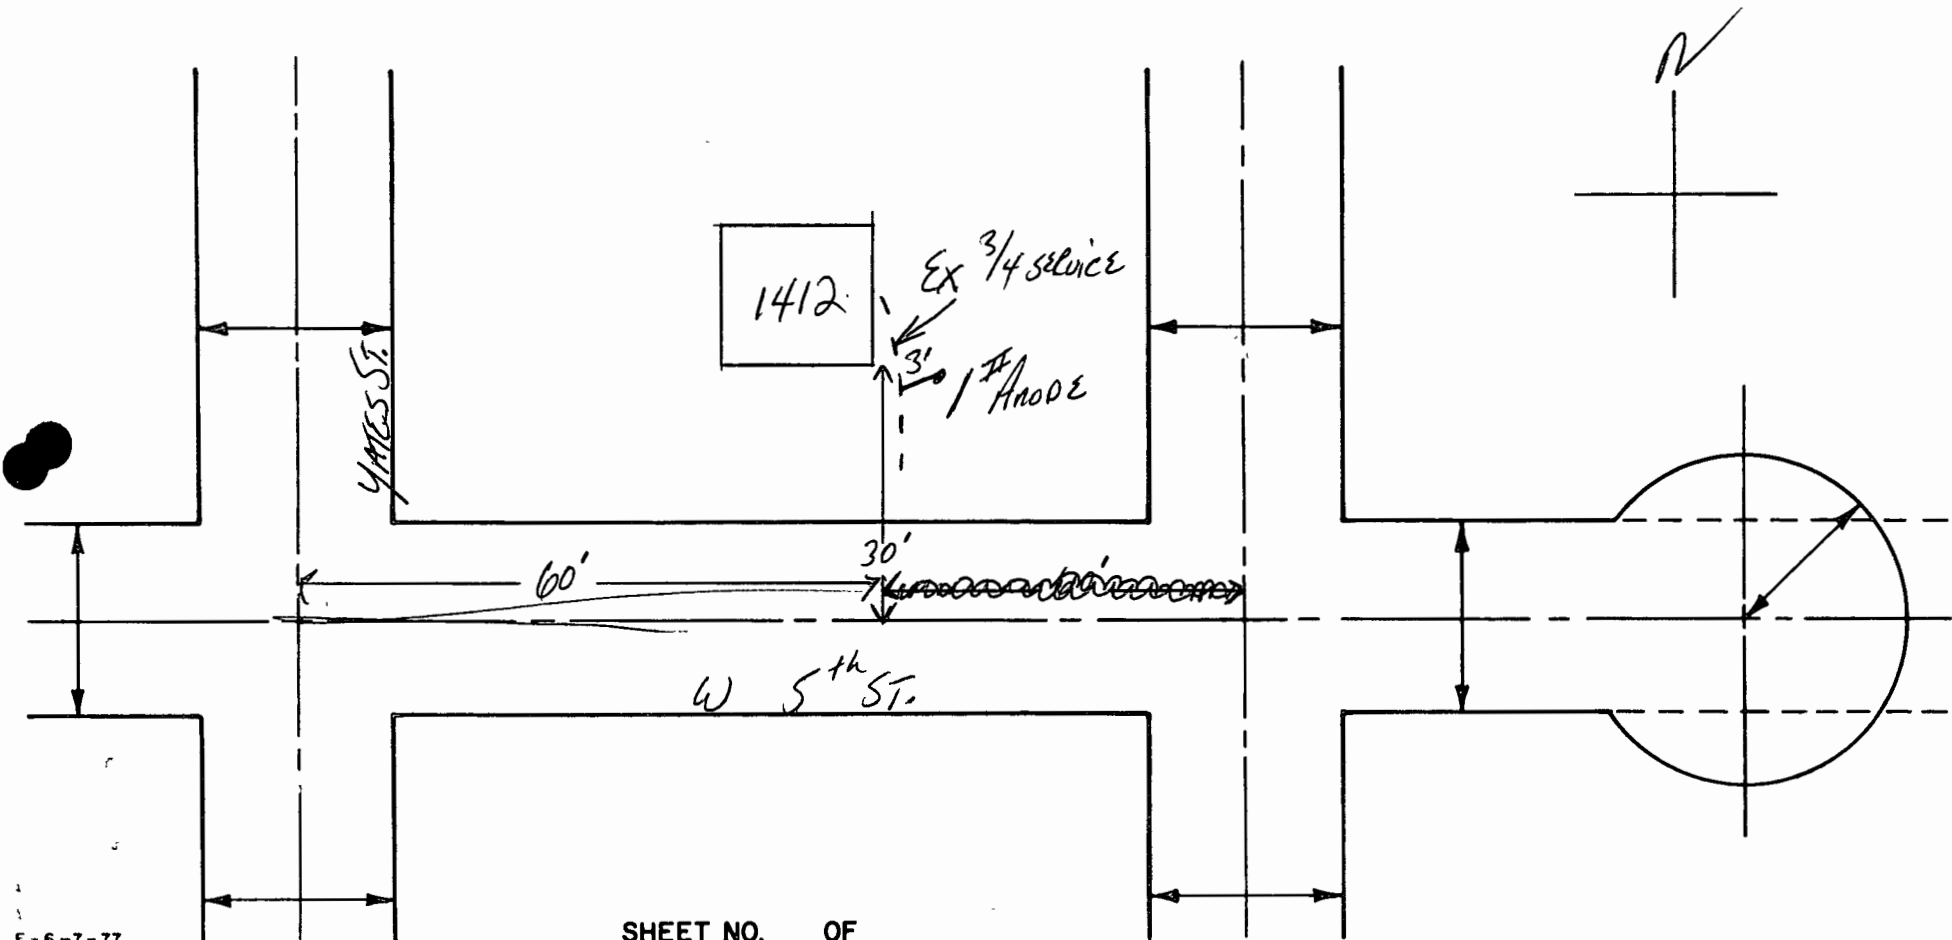 N
1412
Ex 3/4 SERVICE
3'
1# ANODE
YATES ST.
30'
60'
W 5th ST.
SHEET NO. OF